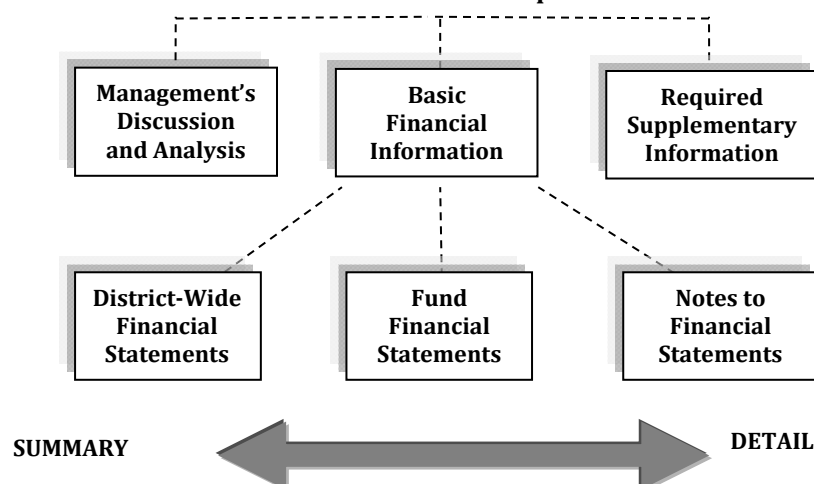 Management’s
Discussion
and Analysis
Basic
Financial
Information
Required
Supplementary
Information
District-Wide
Financial
Statements
Fund
Financial
Statements
Notes to
Financial
Statements
SUMMARY
DETAIL